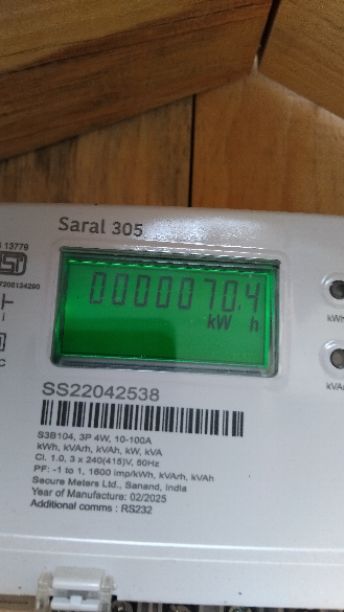 Saral 305
13779
0000070.4
kW h
kWh
SS22042538
S3B104, 3P 4W, 10-100A
kWh, kVArh, kVAh, kW, kVA
Cl. 1.0, 3 x 240(415)V, 50Hz
PF: -1 to 1, 1600 imp/kWh, kVArh, kVAh
Secure Meters Ltd., Sanand, India
Year of Manufacture: 02/2025
Additional comms : RS232